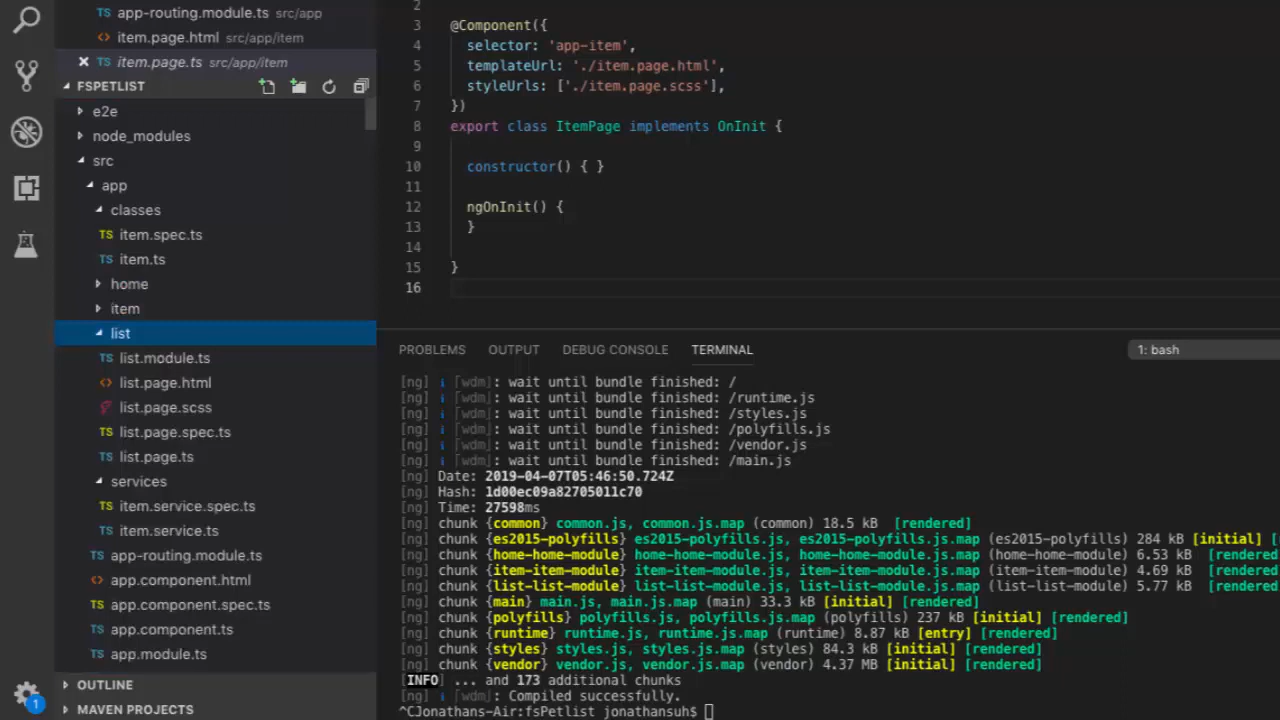 TS app-routing.module.ts src/app
<> item.page.html src/app/item
TS item.page.ts src/app/item
FSPETLIST
e2e
node_modules
src
app
classes
TS item.spec.ts
TS item.ts
home
item
list
TS list.module.ts
<> list.page.html
list.page.scss
TS list.page.spec.ts
TS list.page.ts
services
TS item.service.spec.ts
TS item.service.ts
TS app-routing.module.ts
<> app.component.html
TS app.component.spec.ts
TS app.component.ts
TS app.module.ts
OUTLINE
MAVEN PROJECTS
1
2
3 @Component({
4 selector: 'app-item',
5 templateUrl: './item.page.html',
6 styleUrls: ['./item.page.scss'],
7 })
8 export class ItemPage implements OnInit {
9
10 constructor() { }
11
12 ngOnInit() {
13 }
14
15 }
16
PROBLEMS OUTPUT DEBUG CONSOLE TERMINAL 1: bash
[ng] i ｢wdm｣: wait until bundle finished: /
[ng] i ｢wdm｣: wait until bundle finished: /runtime.js
[ng] i ｢wdm｣: wait until bundle finished: /styles.js
[ng] i ｢wdm｣: wait until bundle finished: /polyfills.js
[ng] i ｢wdm｣: wait until bundle finished: /vendor.js
[ng] i ｢wdm｣: wait until bundle finished: /main.js
[ng] Date: 2019-04-07T05:46:50.724Z
[ng] Hash: 1d00ec09a82705011c70
[ng] Time: 27598ms
[ng] chunk {common} common.js, common.js.map (common) 18.5 kB [rendered]
[ng] chunk {es2015-polyfills} es2015-polyfills.js, es2015-polyfills.js.map (es2015-polyfills) 284 kB [initial] [
[ng] chunk {home-home-module} home-home-module.js, home-home-module.js.map (home-home-module) 6.53 kB [rendered
[ng] chunk {item-item-module} item-item-module.js, item-item-module.js.map (item-item-module) 4.69 kB [rendered
[ng] chunk {list-list-module} list-list-module.js, list-list-module.js.map (list-list-module) 5.77 kB [rendered
[ng] chunk {main} main.js, main.js.map (main) 33.3 kB [initial] [rendered]
[ng] chunk {polyfills} polyfills.js, polyfills.js.map (polyfills) 237 kB [initial] [rendered]
[ng] chunk {runtime} runtime.js, runtime.js.map (runtime) 8.87 kB [entry] [rendered]
[ng] chunk {styles} styles.js, styles.js.map (styles) 84.3 kB [initial] [rendered]
[ng] chunk {vendor} vendor.js, vendor.js.map (vendor) 4.37 MB [initial] [rendered]
[INFO] ... and 173 additional chunks
[ng] i ｢wdm｣: Compiled successfully.
^CJonathans-Air:fsPetlist jonathansuh$